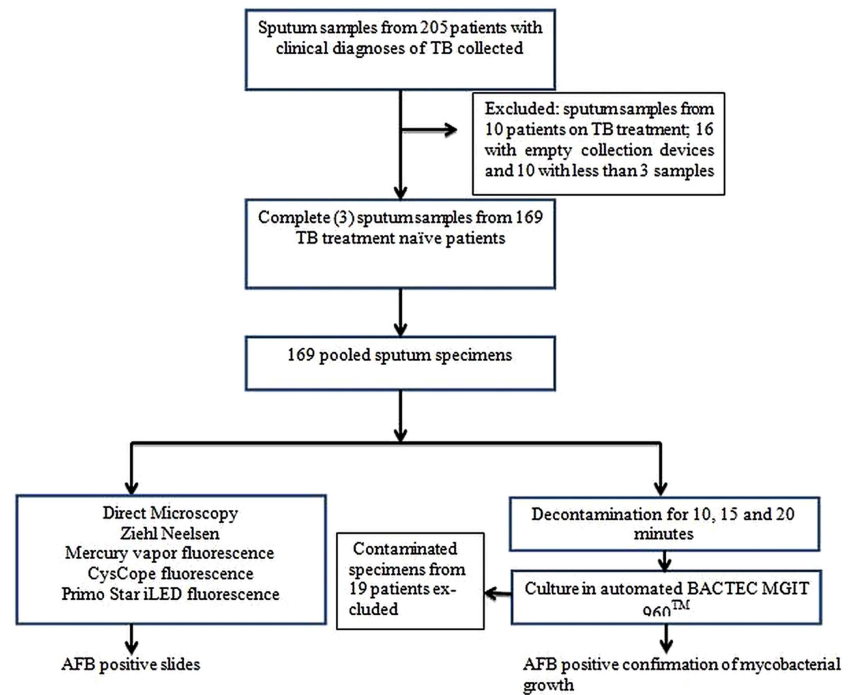 Sputum samples from 205 patients with
clinical diagnoses of TB collected
Excluded: sputum samples from
10 patients on TB treatment; 16
with empty collection devices
and 10 with less than 3 samples
Complete (3) sputum samples from 169
TB treatment naïve patients
169 pooled sputum specimens
Direct Microscopy
Ziehl Neelsen
Mercury vapor fluorescence
CysCope fluorescence
Primo Star iLED fluorescence
Decontamination for 10, 15 and 20
minutes
Contaminated
specimens from
19 patients ex-
cluded
Culture in automated BACTEC MGIT
960TM
AFB positive slides
AFB positive confirmation of mycobacterial
growth